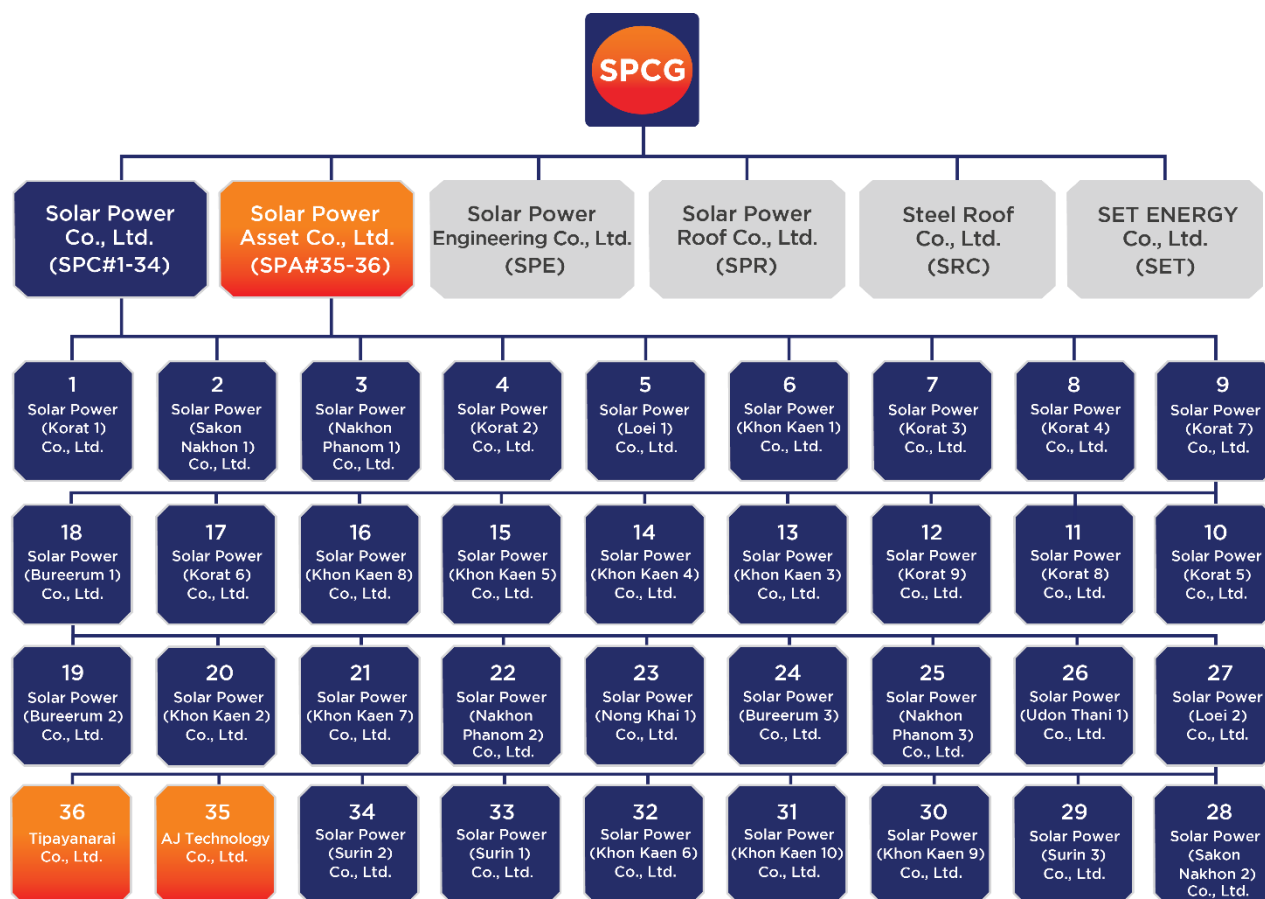 SPCG
Solar Power
Co., Ltd.
(SPC#1-34)
Solar Power
Asset Co., Ltd.
(SPA#35-36)
Solar Power
Engineering Co., Ltd.
(SPE)
Solar Power
Roof Co., Ltd.
(SPR)
Steel Roof
Co., Ltd.
(SRC)
SET ENERGY
Co., Ltd.
(SET)
1
Solar Power
(Korat 1)
Co., Ltd.
2
Solar Power
(Sakon
Nakhon 1)
Co., Ltd.
3
Solar Power
(Nakhon
Phanom 1)
Co., Ltd.
4
Solar Power
(Korat 2)
Co., Ltd.
5
Solar Power
(Loei 1)
Co., Ltd.
6
Solar Power
(Khon Kaen 1)
Co., Ltd.
7
Solar Power
(Korat 3)
Co., Ltd.
8
Solar Power
(Korat 4)
Co., Ltd.
9
Solar Power
(Korat 7)
Co., Ltd.
18
Solar Power
(Bureerum 1)
Co., Ltd.
17
Solar Power
(Korat 6)
Co., Ltd.
16
Solar Power
(Khon Kaen 8)
Co., Ltd.
15
Solar Power
(Khon Kaen 5)
Co., Ltd.
14
Solar Power
(Khon Kaen 4)
Co., Ltd.
13
Solar Power
(Khon Kaen 3)
Co., Ltd.
12
Solar Power
(Korat 9)
Co., Ltd.
11
Solar Power
(Korat 8)
Co., Ltd.
10
Solar Power
(Korat 5)
Co., Ltd.
19
Solar Power
(Bureerum 2)
Co., Ltd.
20
Solar Power
(Khon Kaen 2)
Co., Ltd.
21
Solar Power
(Khon Kaen 7)
Co., Ltd.
22
Solar Power
(Nakhon
Phanom 2)
Co., Ltd.
23
Solar Power
(Nong Khai 1)
Co., Ltd.
24
Solar Power
(Bureerum 3)
Co., Ltd.
25
Solar Power
(Nakhon
Phanom 3)
Co., Ltd.
26
Solar Power
(Udon Thani 1)
Co., Ltd.
27
Solar Power
(Loei 2)
Co., Ltd.
36
Tipayanarai
Co., Ltd.
35
AJ Technology
Co., Ltd.
34
Solar Power
(Surin 2)
Co., Ltd.
33
Solar Power
(Surin 1)
Co., Ltd.
32
Solar Power
(Khon Kaen 6)
Co., Ltd.
31
Solar Power
(Khon Kaen 10)
Co., Ltd.
30
Solar Power
(Khon Kaen 9)
Co., Ltd.
29
Solar Power
(Surin 3)
Co., Ltd.
28
Solar Power
(Sakon
Nakhon 2)
Co., Ltd.